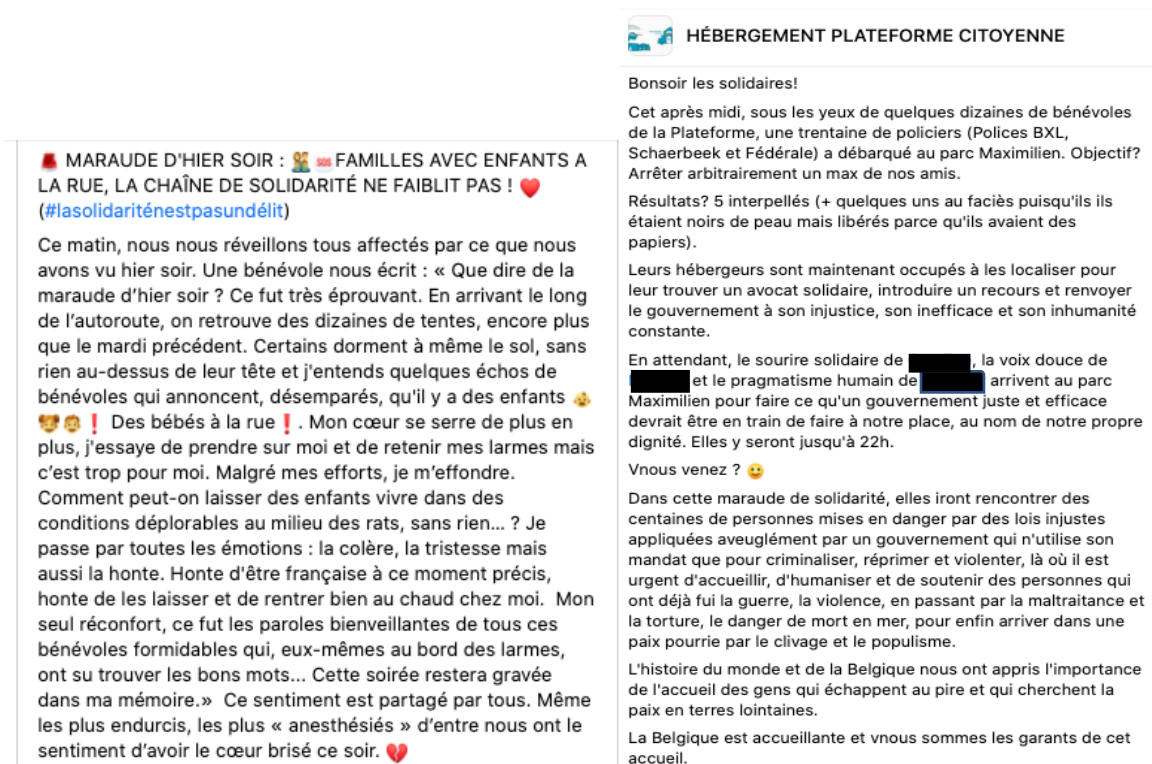 MARAUDE D'HIER SOIR : 🆘 FAMILLES AVEC ENFANTS A
LA RUE, LA CHAÎNE DE SOLIDARITÉ NE FAIBLIT PAS ! ❤️
(#lasolidariténestpasundélit)
Ce matin, nous nous réveillons tous affectés par ce que nous
avons vu hier soir. Une bénévole nous écrit : « Que dire de la
maraude d’hier soir ? Ce fut très éprouvant. En arrivant le long
de l’autoroute, on retrouve des dizaines de tentes, encore plus
que le mardi précédent. Certains dorment à même le sol, sans
rien au-dessus de leur tête et j'entends quelques échos de
bénévoles qui annoncent, désemparés, qu'il y a des enfants 👶
👧👦❗ Des bébés à la rue❗. Mon cœur se serre de plus en
plus, j'essaye de prendre sur moi et de retenir mes larmes mais
c’est trop pour moi. Malgré mes efforts, je m’effondre.
Comment peut-on laisser des enfants vivre dans des
conditions déplorables au milieu des rats, sans rien... ? Je
passe par toutes les émotions : la colère, la tristesse mais
aussi la honte. Honte d'être française à ce moment précis,
honte de les laisser et de rentrer bien au chaud chez moi. Mon
seul réconfort, ce fut les paroles bienveillantes de tous ces
bénévoles formidables qui, eux-mêmes au bord des larmes,
ont su trouver les bons mots... Cette soirée restera gravée
dans ma mémoire.» Ce sentiment est partagé par tous. Même
les plus endurcis, les plus « anesthésiés » d’entre nous ont le
sentiment d’avoir le cœur brisé ce soir. 💔
HÉBERGEMENT PLATEFORME CITOYENNE
Bonsoir les solidaires!
Cet après midi, sous les yeux de quelques dizaines de bénévoles
de la Plateforme, une trentaine de policiers (Polices BXL,
Schaerbeek et Fédérale) a débarqué au parc Maximilien. Objectif?
Arrêter arbitrairement un max de nos amis.
Résultats? 5 interpellés (+ quelques uns au faciès puisqu'ils ils
étaient noirs de peau mais libérés parce qu'ils avaient des
papiers).
Leurs hébergeurs sont maintenant occupés à les localiser pour
leur trouver un avocat solidaire, introduire un recours et renvoyer
le gouvernement à son injustice, son inefficace et son inhumanité
constante.
En attendant, le sourire solidaire de , la voix douce de
et le pragmatisme humain de arrivent au parc
Maximilien pour faire ce qu'un gouvernement juste et efficace
devrait être en train de faire à notre place, au nom de notre propre
dignité. Elles y seront jusqu'à 22h.
Vnous venez ? 🙂
Dans cette maraude de solidarité, elles iront rencontrer des
centaines de personnes mises en danger par des lois injustes
appliquées aveuglément par un gouvernement qui n'utilise son
mandat que pour criminaliser, réprimer et violenter, là où il est
urgent d'accueillir, d'humaniser et de soutenir des personnes qui
ont déjà fui la guerre, la violence, en passant par la maltraitance et
la torture, le danger de mort en mer, pour enfin arriver dans une
paix pourrie par le clivage et le populisme.
L'histoire du monde et de la Belgique nous ont appris l'importance
de l'accueil des gens qui échappent au pire et qui cherchent la
paix en terres lointaines.
La Belgique est accueillante et vnous sommes les garants de cet
accueil.